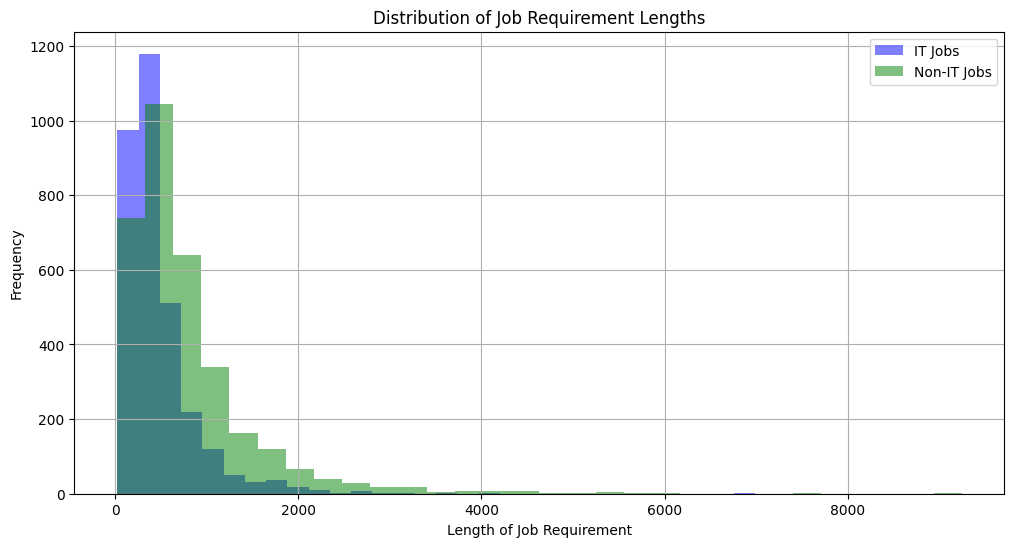 Distribution of Job Requirement Lengths
IT Jobs
Non-IT Jobs
1200
1000
800
600
400
200
0
Frequency
0 2000 4000 6000 8000
Length of Job Requirement